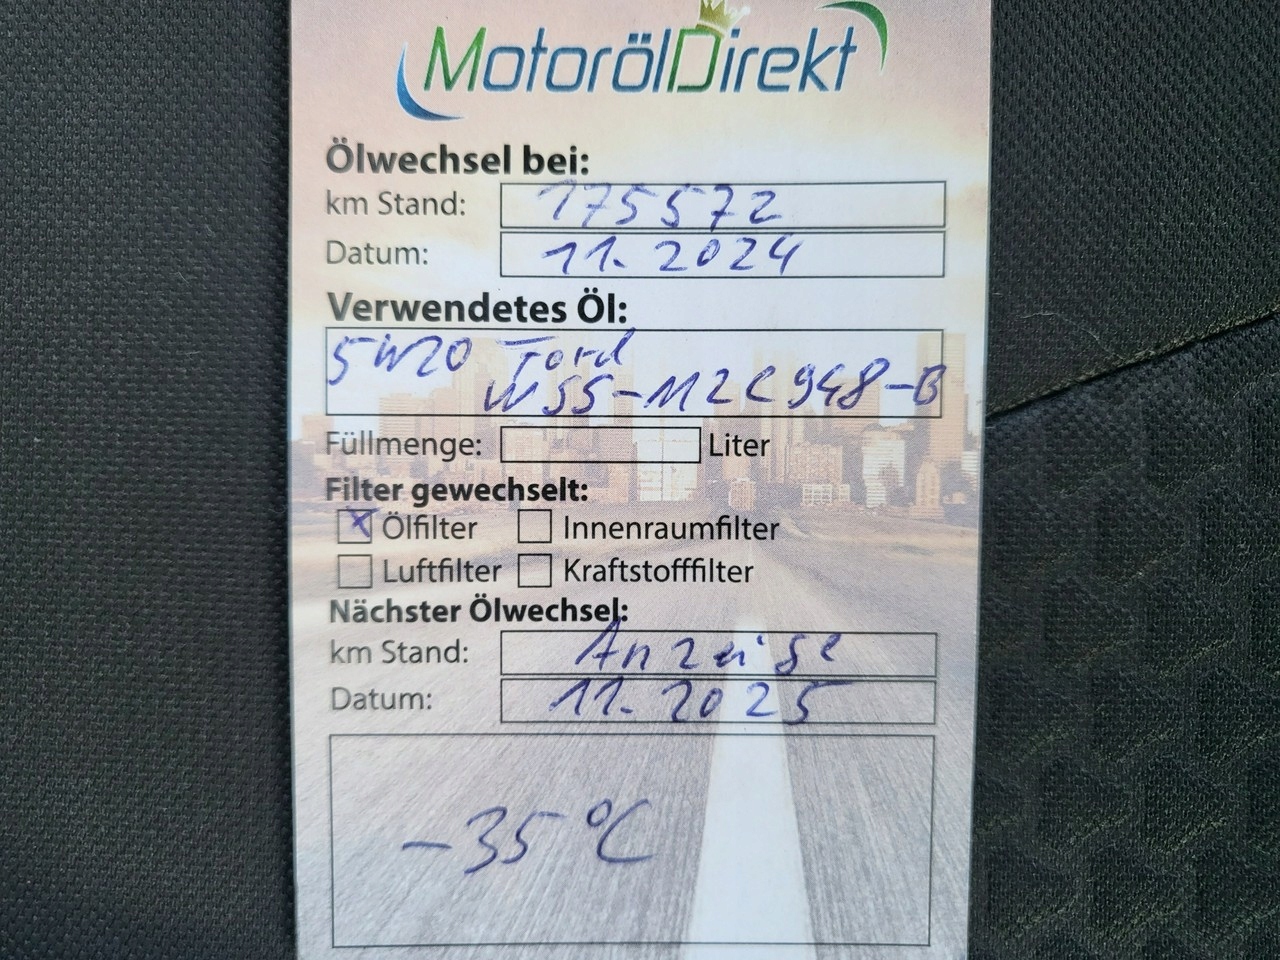 MotorölDirekt
Ölwechsel bei:
km Stand: 175572
Datum: 11.2024
Verwendetes Öl:
5W20 Ford
WSS-M2C948-B
Füllmenge: Liter
Filter gewechselt:
Ölfilter Innenraumfilter
Luftfilter Kraftstofffilter
Nächster Ölwechsel:
km Stand: Anzeige
Datum: 11.2025
-35°C